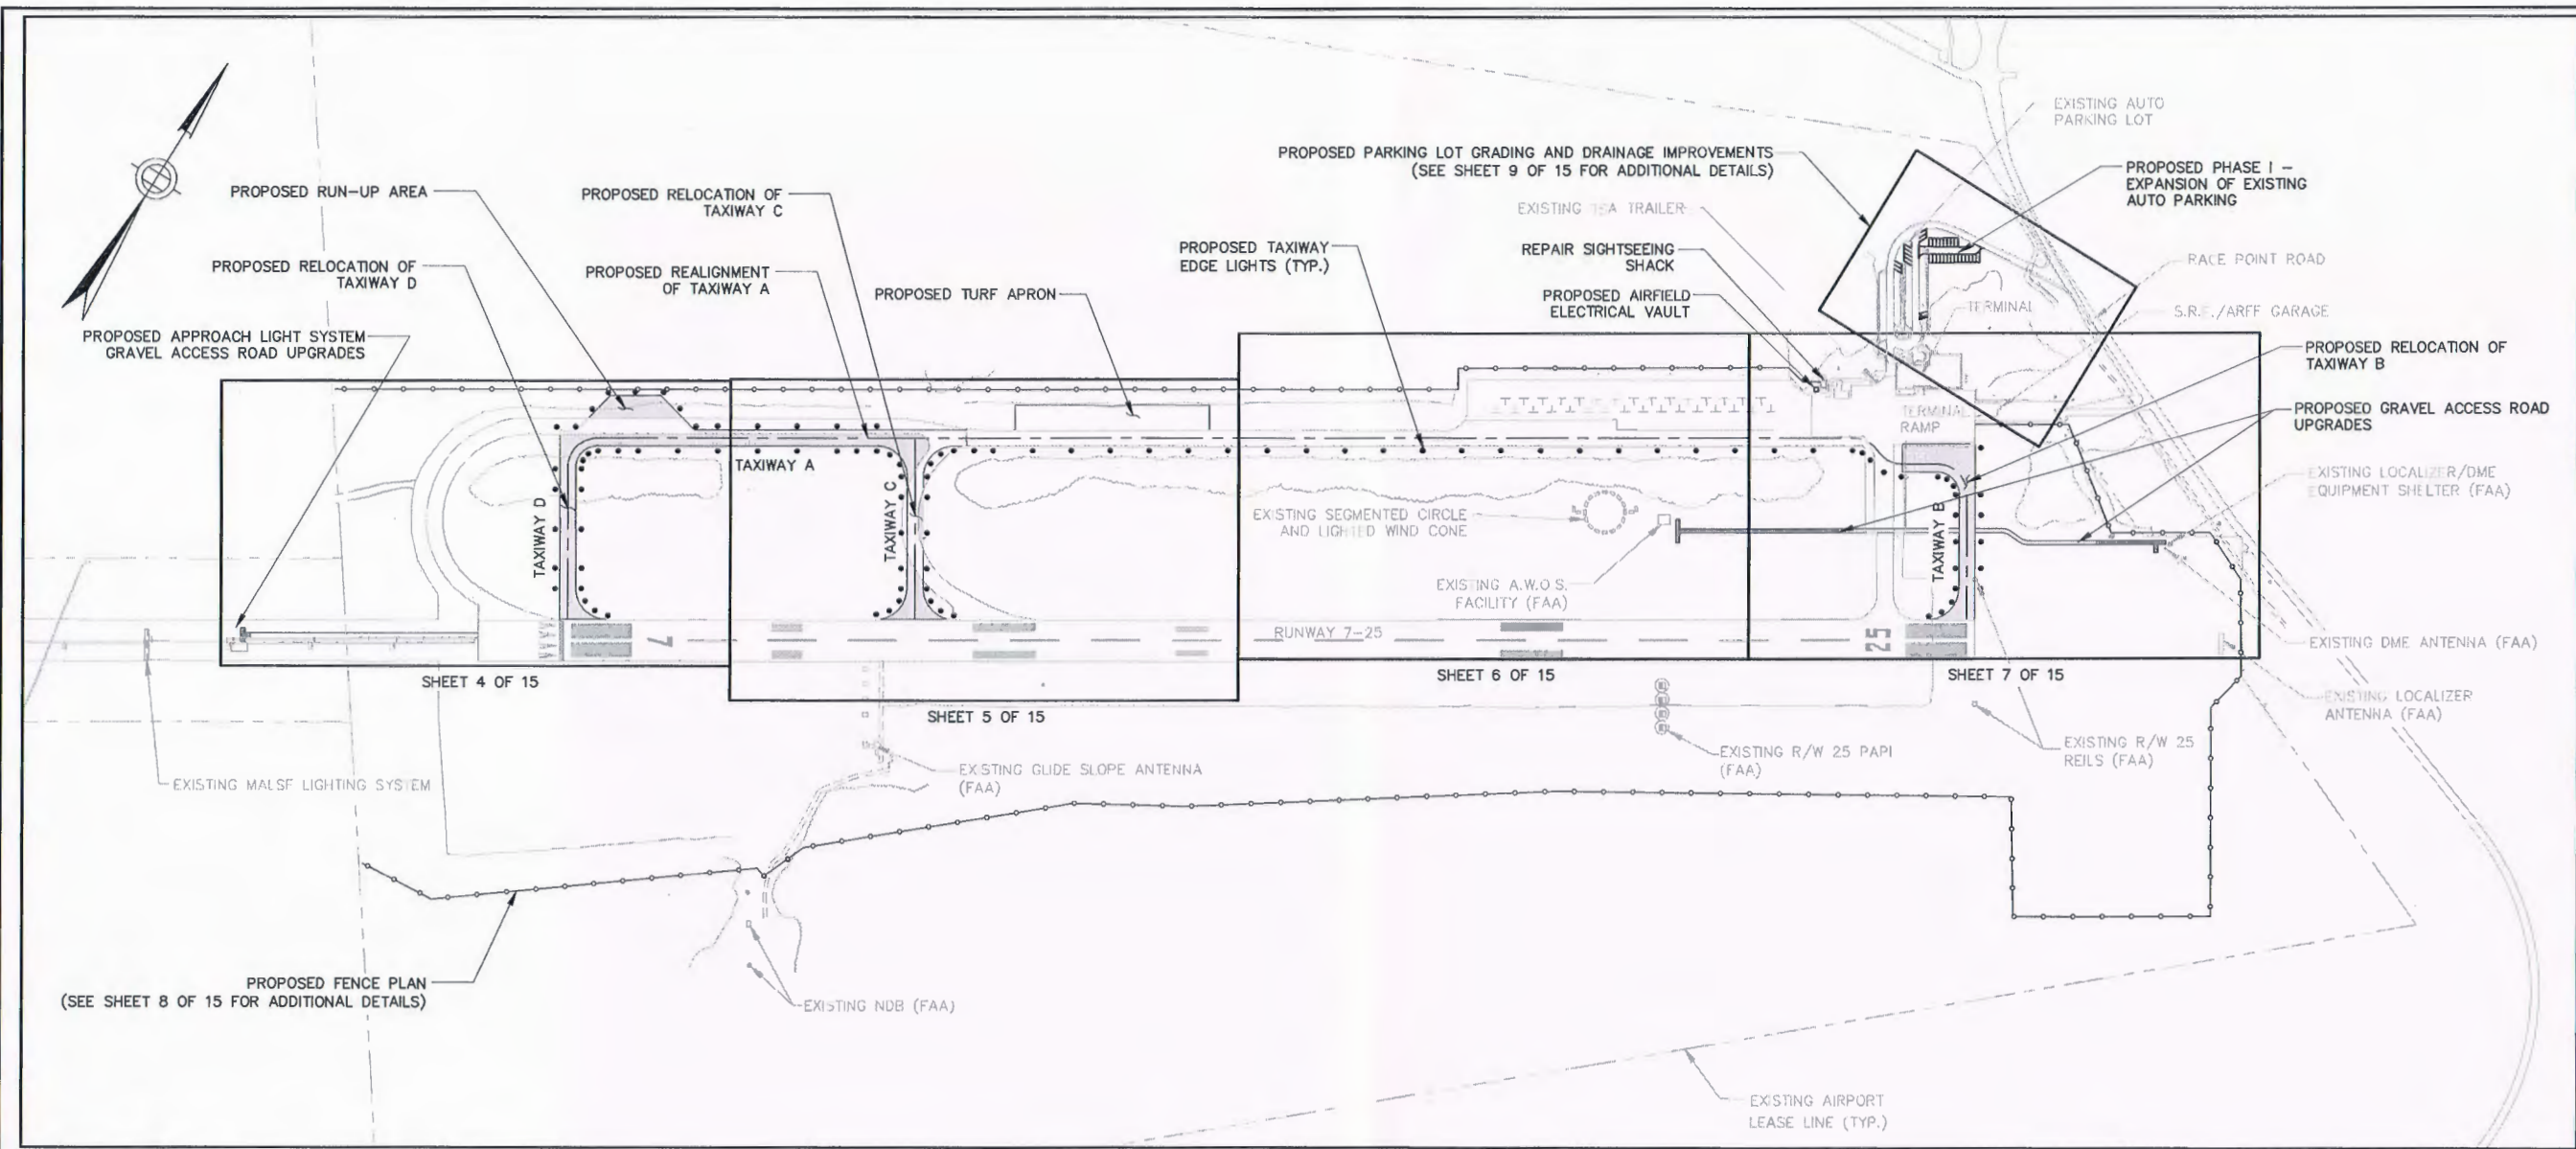 EXISTING AUTO
PARKING LOT
PROPOSED PARKING LOT GRADING AND DRAINAGE IMPROVEMENTS
(SEE SHEET 9 OF 15 FOR ADDITIONAL DETAILS)
PROPOSED PHASE I -
EXPANSION OF EXISTING
AUTO PARKING
PROPOSED RUN-UP AREA
PROPOSED RELOCATION OF
TAXIWAY C
EXISTING TRAILER
PROPOSED TAXIWAY
EDGE LIGHTS (TYP.)
REPAIR SIGHTSEEING
SHACK
RACE POINT ROAD
PROPOSED RELOCATION OF
TAXIWAY D
PROPOSED REALIGNMENT
OF TAXIWAY A
PROPOSED TURF APRON
PROPOSED AIRFIELD
ELECTRICAL VAULT
TERMINAL
S.R.E./ARFF GARAGE
PROPOSED APPROACH LIGHT SYSTEM
GRAVEL ACCESS ROAD UPGRADES
PROPOSED RELOCATION OF
TAXIWAY B
TERMINAL
RAMP
PROPOSED GRAVEL ACCESS ROAD
UPGRADES
TAXIWAY A
EXISTING LOCALIZER/DME
EQUIPMENT SHELTER (FAA)
TAXIWAY D
TAXIWAY C
EXISTING SEGMENTED CIRCLE
AND LIGHTED WIND CONE
TAXIWAY B
EXISTING A.W.O.S.
FACILITY (FAA)
7
RUNWAY 7-25
25
EXISTING DME ANTENNA (FAA)
SHEET 4 OF 15
SHEET 6 OF 15
SHEET 7 OF 15
SHEET 5 OF 15
EXISTING LOCALIZER
ANTENNA (FAA)
EXISTING MALSF LIGHTING SYSTEM
EXISTING GLIDE SLOPE ANTENNA
(FAA)
EXISTING R/W 25 PAPI
(FAA)
EXISTING R/W 25
REILS (FAA)
PROPOSED FENCE PLAN
(SEE SHEET 8 OF 15 FOR ADDITIONAL DETAILS)
EXISTING NDB (FAA)
EXISTING AIRPORT
LEASE LINE (TYP.)